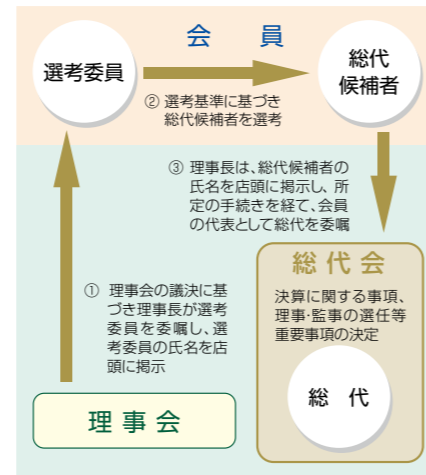 会員
選考委員
総代
候補者
② 選考基準に基づき
総代候補者を選考
③ 理事長は、総代候補者の
氏名を店頭に掲示し、所
定の手続きを経て、会員
の代表として総代を委嘱
① 理事会の議決に基
づき理事長が選考
委員を委嘱し、選
考委員の氏名を店
頭に掲示
総代会
決算に関する事項、
理事・監事の選任等
重要事項の決定
総代
理事会